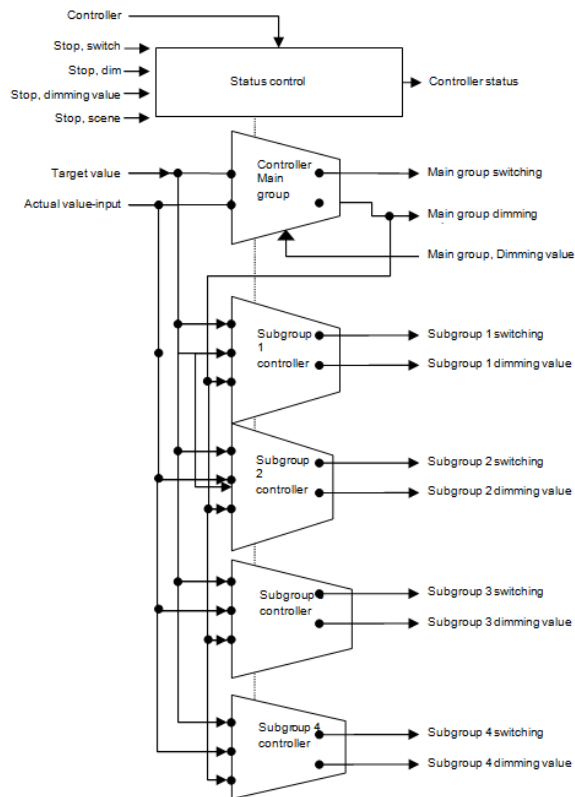 Controller
Stop, switch
Stop, dim
Status control
Controller status
Stop, dimming value
Stop, scene
Target value
Controller
Main
group
Main group switching
Actual value-input
Main group dimming
Main group, Dimming value
Subgroup
1
controller
Subgroup 1 switching
Subgroup 1 dimming value
Subgroup
2
controller
Subgroup 2 switching
Subgroup 2 dimming value
Subgroup
controller
Subgroup 3 switching
Subgroup 3 dimming value
Subgroup 4
controller
Subgroup 4 switching
Subgroup 4 dimming value